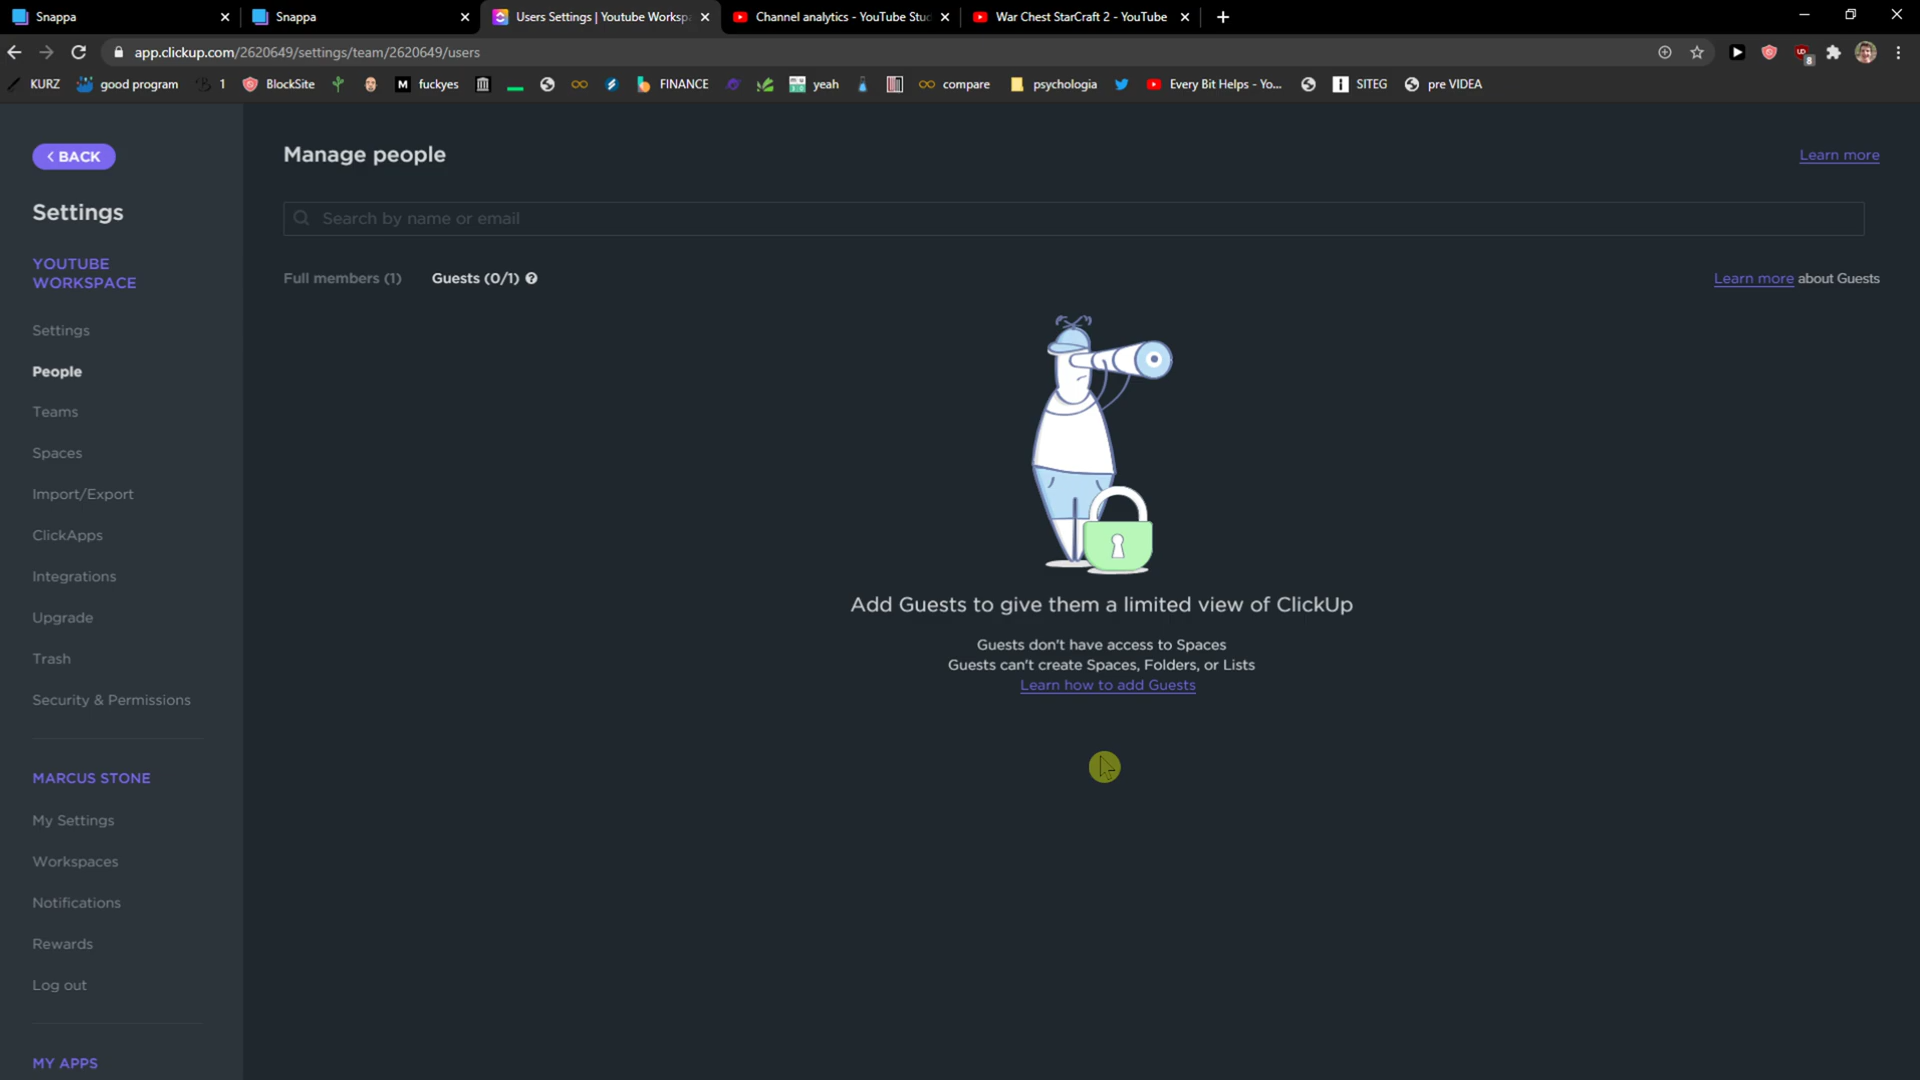 Snappa
Snappa
Users Settings | Youtube Worksp
Channel analytics - YouTube Stu
War Chest StarCraft 2 - YouTube
app.clickup.com/2620649/settings/team/2620649/users
8
KURZ
good program
1
BlockSite
M
fuckyes
FINANCE
yeah
compare
psychologia
Every Bit Helps - Yo...
SITEG
pre VIDEA
BACK
Settings
YOUTUBE
WORKSPACE
Settings
People
Teams
Spaces
Import/Export
ClickApps
Integrations
Upgrade
Trash
Security & Permissions
MARCUS STONE
My Settings
Workspaces
Notifications
Rewards
Log out
MY APPS
Manage people
Learn more
Search by name or email
Full members (1)
Guests (0/1) ?
Learn more about Guests
Add Guests to give them a limited view of ClickUp
Guests don't have access to Spaces
Guests can't create Spaces, Folders, or Lists
Learn how to add Guests